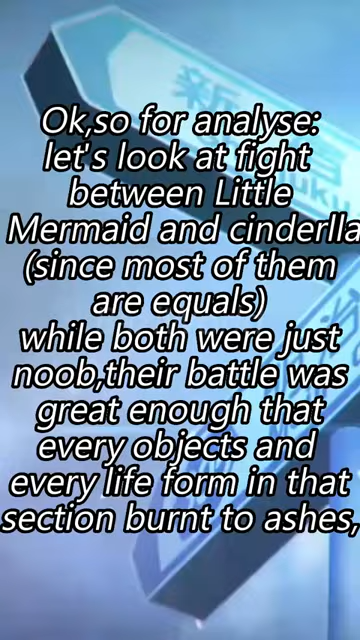 Ok,so for analyse:
let's look at fight
between Little
Mermaid and cinderlla
(since most of them
are equals)
while both were just
noob,their battle was
great enough that
every objects and
every life form in that
section burnt to ashes,